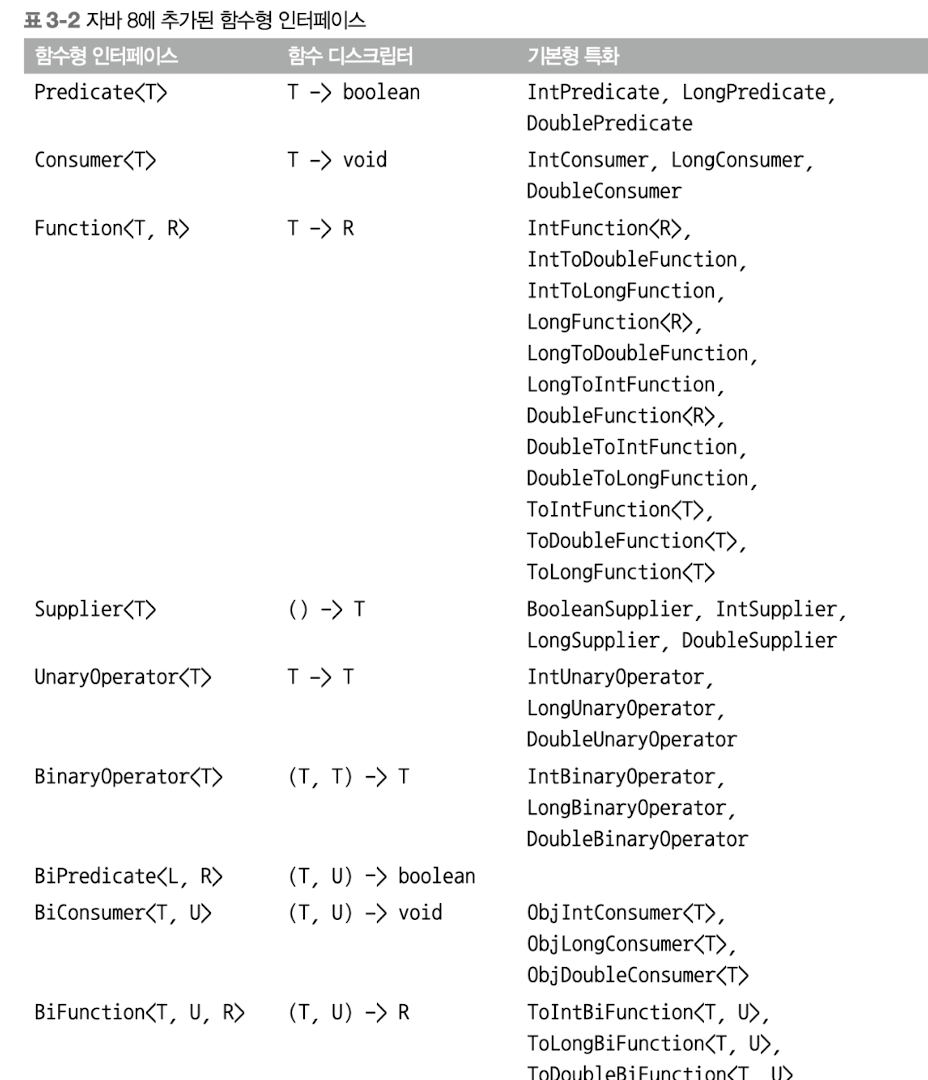 표 3-2 자바 8에 추가된 함수형 인터페이스
함수형 인터페이스 함수 디스크립터 기본형 특화
Predicate<T> T -> boolean IntPredicate, LongPredicate,
DoublePredicate
Consumer<T> T -> void IntConsumer, LongConsumer,
DoubleConsumer
Function<T, R> T -> R IntFunction<R>,
IntToDoubleFunction,
IntToLongFunction,
LongFunction<R>,
LongToDoubleFunction,
LongToIntFunction,
DoubleFunction<R>,
DoubleToIntFunction,
DoubleToLongFunction,
ToIntFunction<T>,
ToDoubleFunction<T>,
ToLongFunction<T>
Supplier<T> () -> T BooleanSupplier, IntSupplier,
LongSupplier, DoubleSupplier
UnaryOperator<T> T -> T IntUnaryOperator,
LongUnaryOperator,
DoubleUnaryOperator
BinaryOperator<T> (T, T) -> T IntBinaryOperator,
LongBinaryOperator,
DoubleBinaryOperator
BiPredicate<L, R> (T, U) -> boolean
BiConsumer<T, U> (T, U) -> void ObjIntConsumer<T>,
ObjLongConsumer<T>,
ObjDoubleConsumer<T>
BiFunction<T, U, R> (T, U) -> R ToIntBiFunction<T, U>,
ToLongBiFunction<T, U>,
ToDoubleBiFunction<T, U>